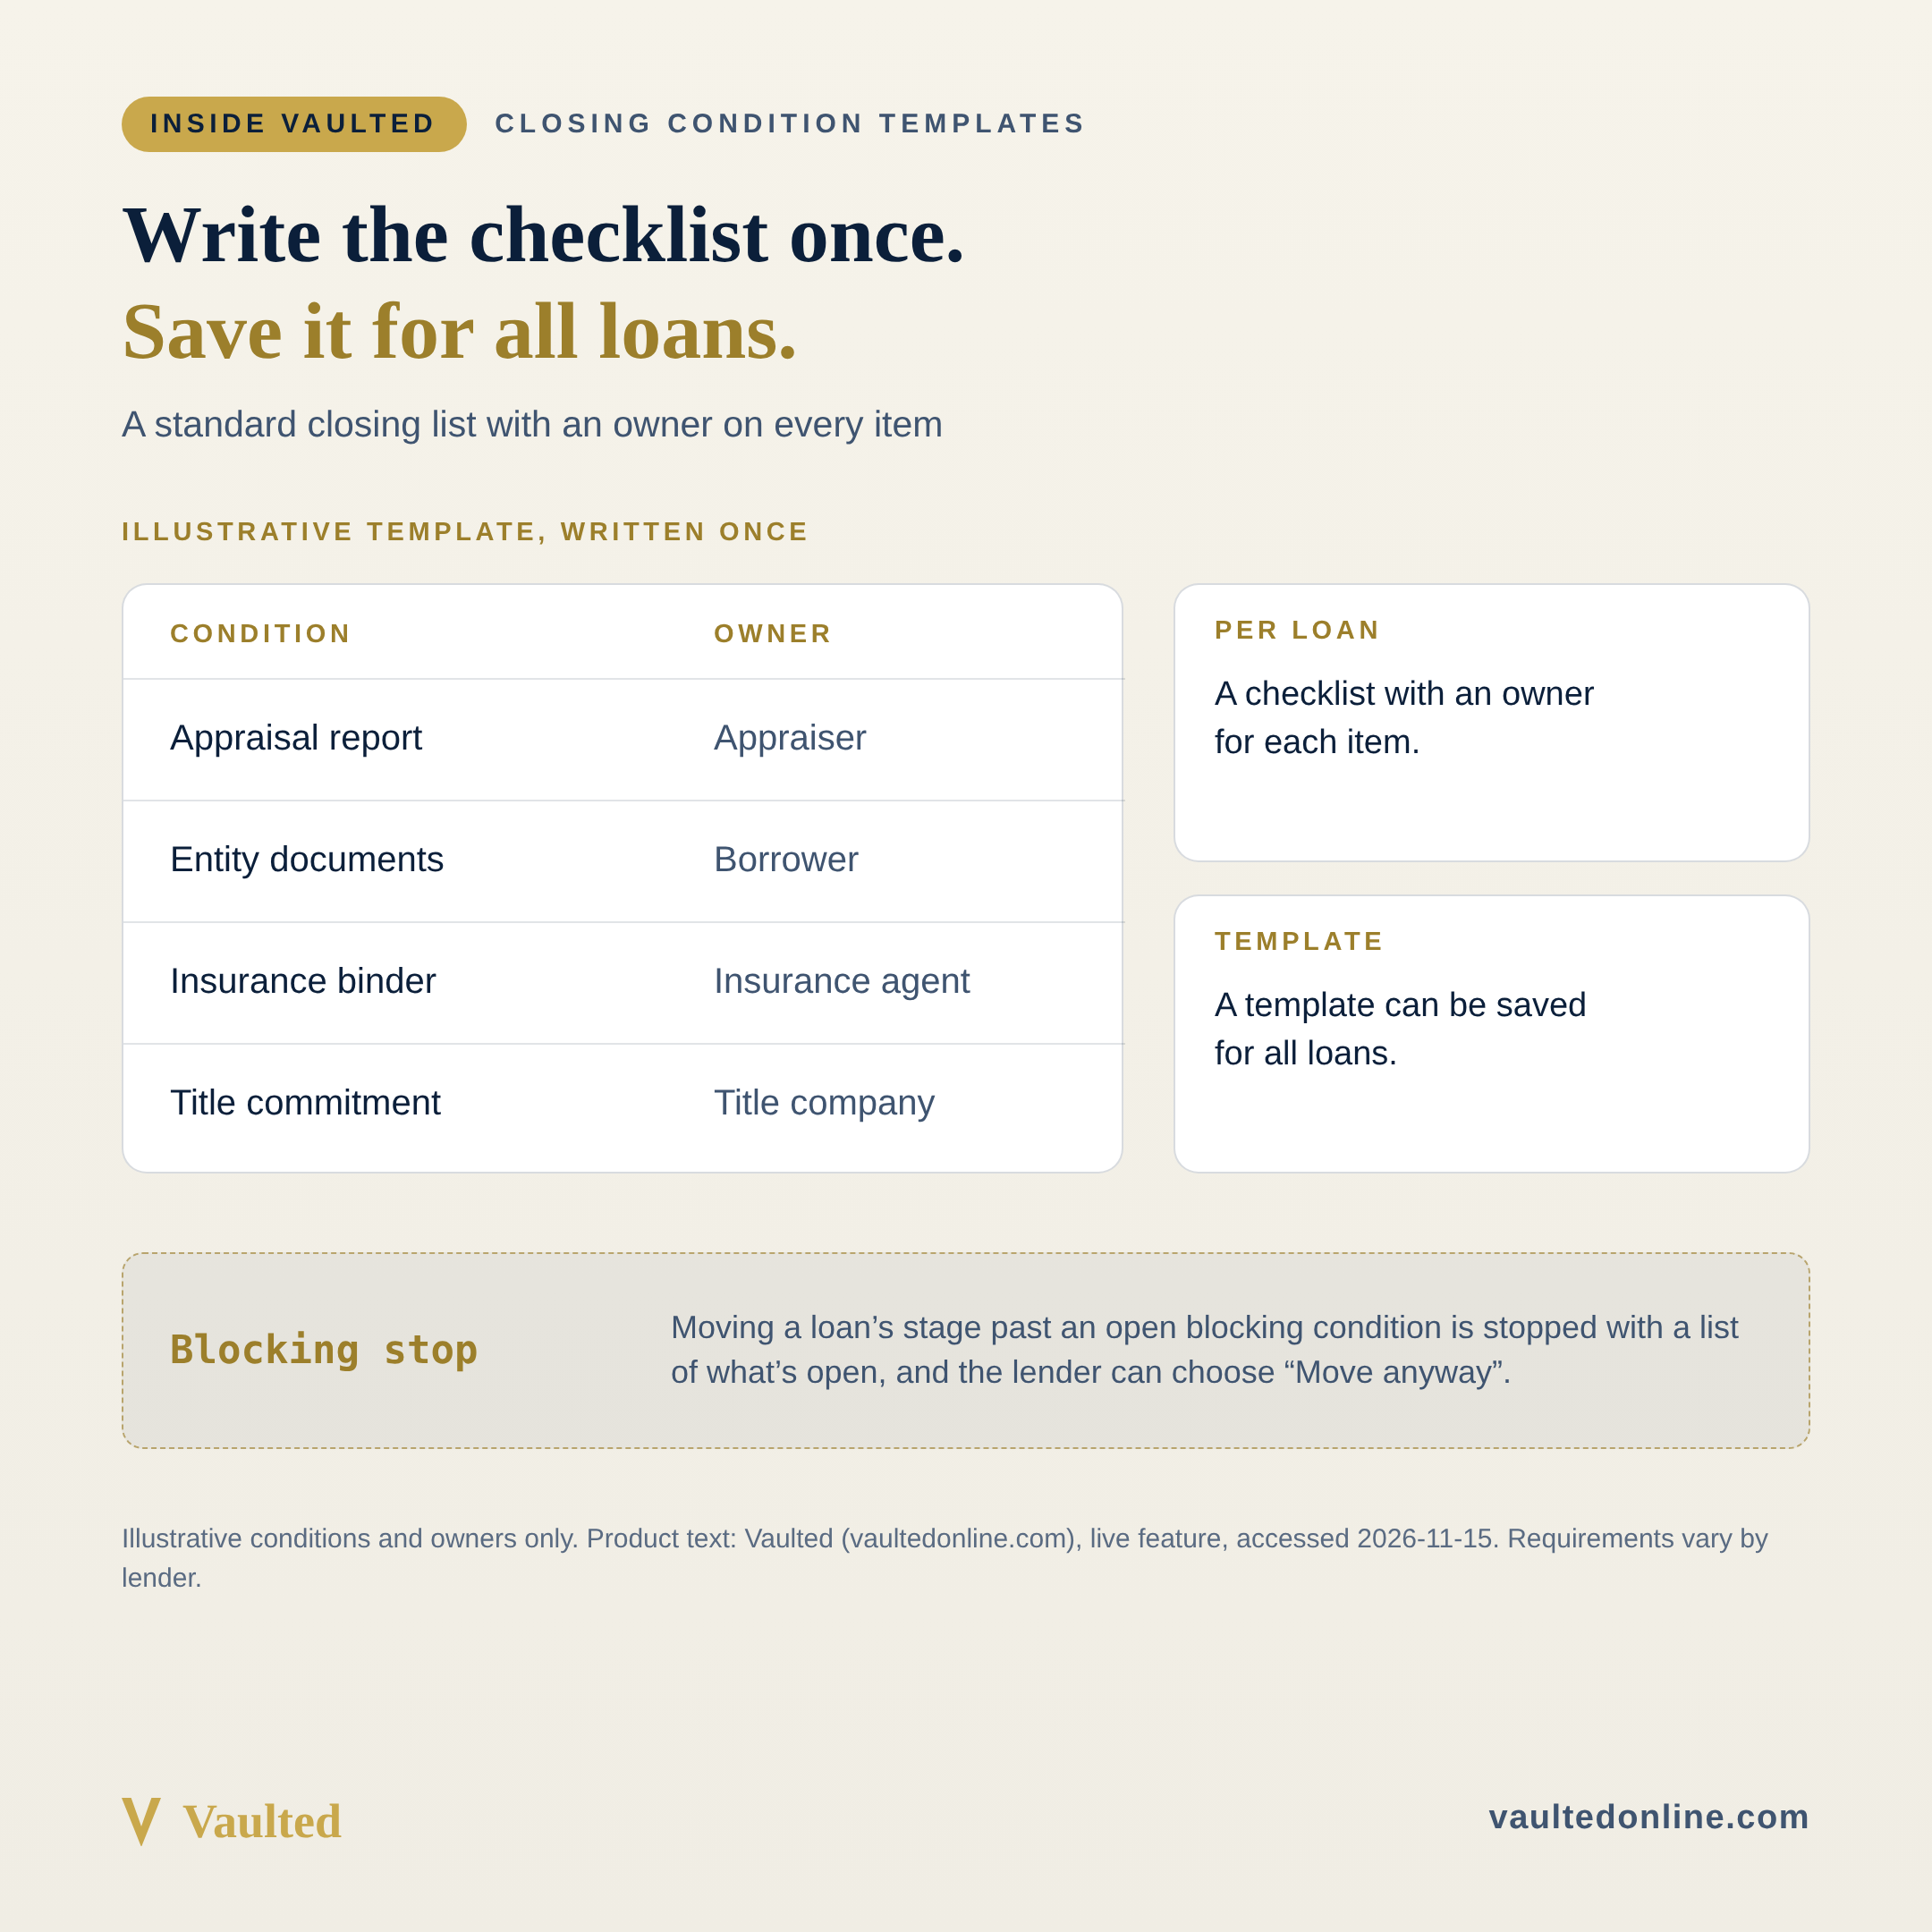 INSIDE VAULTED
CLOSING CONDITION TEMPLATES
Write the checklist once.
Save it for all loans.
A standard closing list with an owner on every item
ILLUSTRATIVE TEMPLATE, WRITTEN ONCE
CONDITION OWNER
Appraisal report Appraiser
Entity documents Borrower
Insurance binder Insurance agent
Title commitment Title company
PER LOAN
A checklist with an owner
for each item.
TEMPLATE
A template can be saved
for all loans.
Blocking stop
Moving a loan’s stage past an open blocking condition is stopped with a list
of what’s open, and the lender can choose “Move anyway”.
Illustrative conditions and owners only. Product text: Vaulted (vaultedonline.com), live feature, accessed 2026-11-15. Requirements vary by
lender.
Vaulted
vaultedonline.com